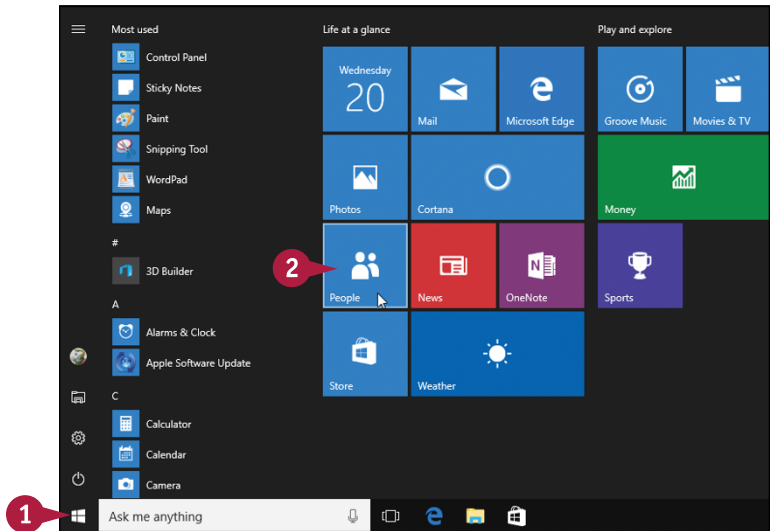 Most used
Control Panel
Sticky Notes
Paint
Snipping Tool
WordPad
Maps
#
3D Builder
A
Alarms & Clock
Apple Software Update
C
Calculator
Calendar
Camera
Life at a glance
Wednesday
20
Mail
Microsoft Edge
Photos
Cortana
People
News
OneNote
Store
Weather
Play and explore
Groove Music
Movies & TV
Money
Sports
2
1
Ask me anything